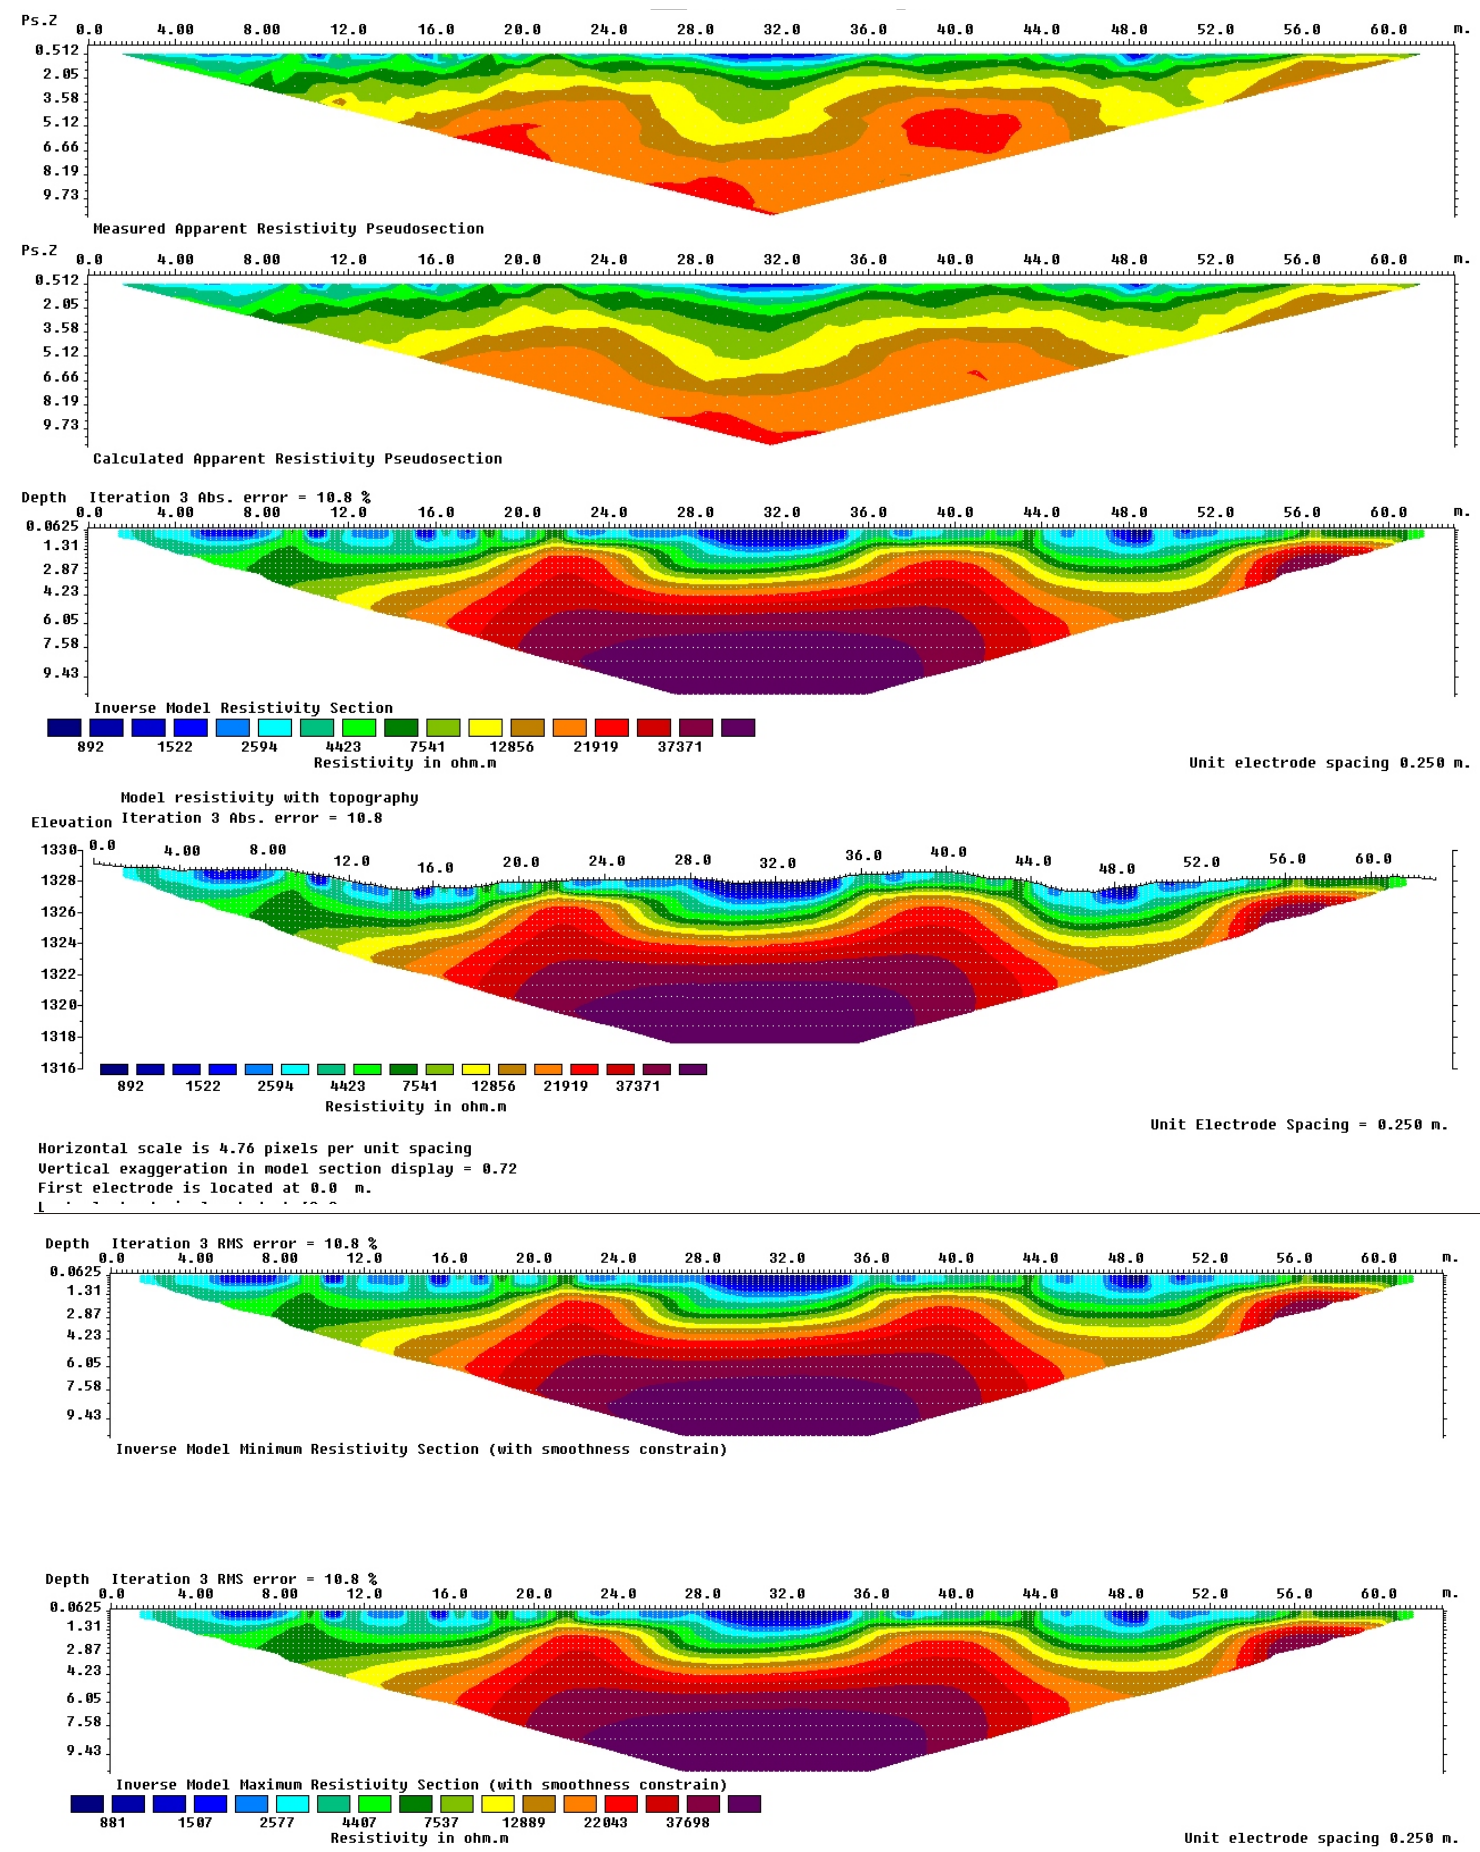 Ps.Z
0.0 4.00 8.00 12.0 16.0 20.0 24.0 28.0 32.0 36.0 40.0 44.0 48.0 52.0 56.0 60.0 m.
0.512
2.05
3.58
5.12
6.66
8.19
9.73
Measured Apparent Resistivity Pseudosection
Ps.Z
0.0 4.00 8.00 12.0 16.0 20.0 24.0 28.0 32.0 36.0 40.0 44.0 48.0 52.0 56.0 60.0 m.
0.512
2.05
3.58
5.12
6.66
8.19
9.73
Calculated Apparent Resistivity Pseudosection
Depth Iteration 3 Abs. error = 10.8 %
0.0 4.00 8.00 12.0 16.0 20.0 24.0 28.0 32.0 36.0 40.0 44.0 48.0 52.0 56.0 60.0 m.
0.0625
1.31
2.87
4.23
6.05
7.58
9.43
Inverse Model Resistivity Section
892 1522 2594 4423 7541 12856 21919 37371
Resistivity in ohm.m
Unit electrode spacing 0.250 m.
Model resistivity with topography
Iteration 3 Abs. error = 10.8
Elevation
0.0 4.00 8.00 12.0 16.0 20.0 24.0 28.0 32.0 36.0 40.0 44.0 48.0 52.0 56.0 60.0
1330
1328
1326
1324
1322
1320
1318
1316
892 1522 2594 4423 7541 12856 21919 37371
Resistivity in ohm.m
Unit Electrode Spacing = 0.250 m.
Horizontal scale is 4.76 pixels per unit spacing
Vertical exaggeration in model section display = 0.72
First electrode is located at 0.0 m.
Depth Iteration 3 RMS error = 10.8 %
0.0 4.00 8.00 12.0 16.0 20.0 24.0 28.0 32.0 36.0 40.0 44.0 48.0 52.0 56.0 60.0 m.
0.0625
1.31
2.87
4.23
6.05
7.58
9.43
Inverse Model Minimum Resistivity Section (with smoothness constrain)
Depth Iteration 3 RMS error = 10.8 %
0.0 4.00 8.00 12.0 16.0 20.0 24.0 28.0 32.0 36.0 40.0 44.0 48.0 52.0 56.0 60.0 m.
0.0625
1.31
2.87
4.23
6.05
7.58
9.43
Inverse Model Maximum Resistivity Section (with smoothness constrain)
881 1507 2577 4407 7537 12889 22043 37698
Resistivity in ohm.m
Unit electrode spacing 0.250 m.